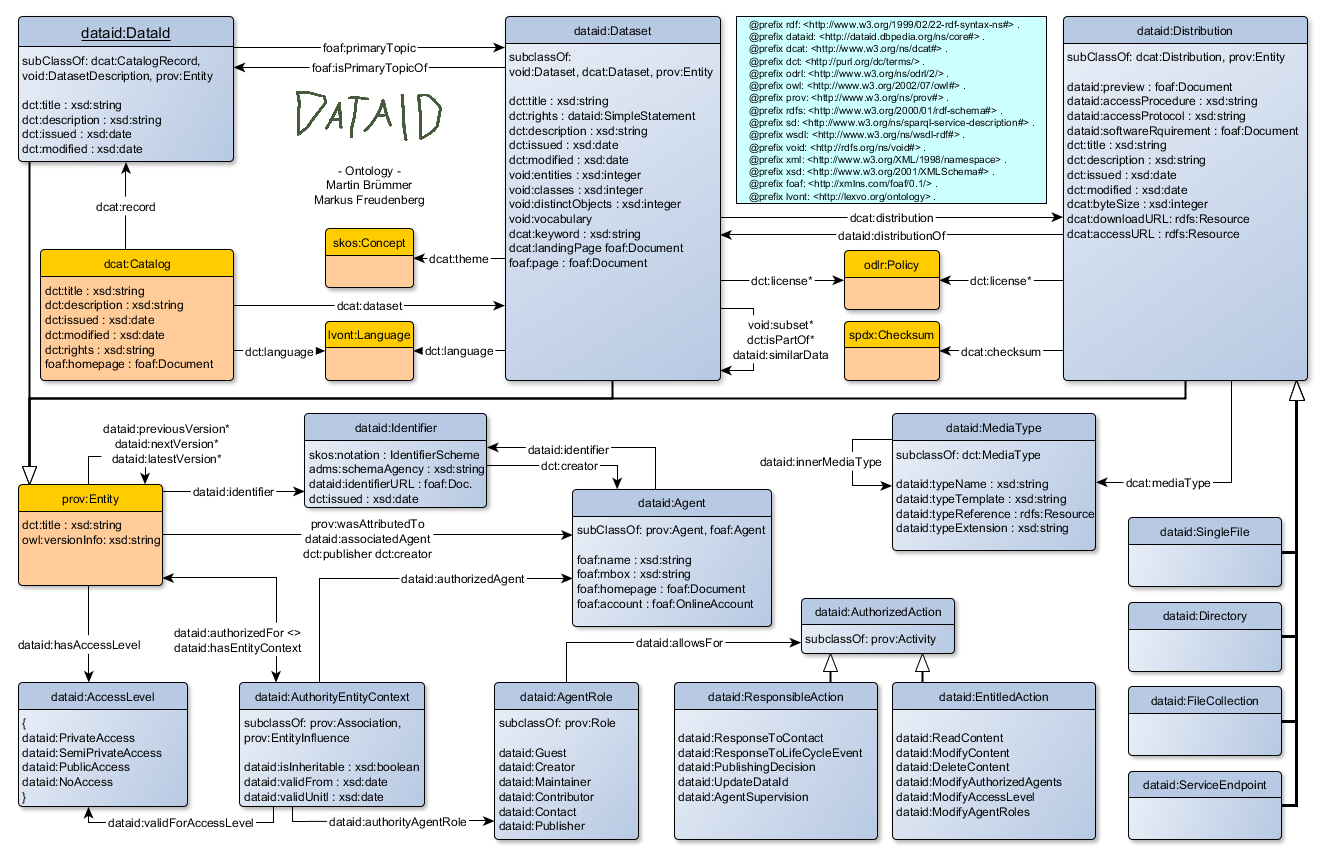 dataid:DataId
subClassOf: dcat:CatalogRecord,
void:DatasetDescription, prov:Entity
dct:title : xsd:string
dct:description : xsd:string
dct:issued : xsd:date
dct:modified : xsd:date
foaf:primaryTopic
foaf:isPrimaryTopicOf
DATAID
- Ontology -
Martin Brümmer
Markus Freudenberg
dataid:Dataset
subclassOf:
void:Dataset, dcat:Dataset, prov:Entity
dct:title : xsd:string
dct:rights : dataid:SimpleStatement
dct:description : xsd:string
dct:issued : xsd:date
dct:modified : xsd:date
void:entities : xsd:integer
void:classes : xsd:integer
void:distinctObjects : xsd:integer
void:vocabulary
dcat:keyword : xsd:string
dcat:landingPage foaf:Document
foaf:page : foaf:Document
@prefix rdf: <http://www.w3.org/1999/02/22-rdf-syntax-ns#> .
@prefix dataid: <http://dataid.dbpedia.org/ns/core#> .
@prefix dcat: <http://www.w3.org/ns/dcat#> .
@prefix dct: <http://purl.org/dc/terms/> .
@prefix odrl: <http://www.w3.org/ns/odrl/2/> .
@prefix owl: <http://www.w3.org/2002/07/owl#> .
@prefix prov: <http://www.w3.org/ns/prov#> .
@prefix rdfs: <http://www.w3.org/2000/01/rdf-schema#> .
@prefix sd: <http://www.w3.org/ns/sparql-service-description#> .
@prefix wsdl: <http://www.w3.org/ns/wsdl-rdf#> .
@prefix void: <http://rdfs.org/ns/void#> .
@prefix xml: <http://www.w3.org/XML/1998/namespace> .
@prefix xsd: <http://www.w3.org/2001/XMLSchema#> .
@prefix foaf: <http://xmlns.com/foaf/0.1/> .
@prefix lvont: <http://lexvo.org/ontology> .
dataid:Distribution
subClassOf: dcat:Distribution, prov:Entity
dataid:preview : foaf:Document
dataid:accessProcedure : xsd:string
dataid:accessProtocol : xsd:string
dataid:softwareRquirement : foaf:Document
dct:title : xsd:string
dct:description : xsd:string
dct:issued : xsd:date
dct:modified : xsd:date
dcat:byteSize : xsd:integer
dcat:downloadURL : rdfs:Resource
dcat:accessURL : rdfs:Resource
dcat:record
dcat:Catalog
dct:title : xsd:string
dct:description : xsd:string
dct:issued : xsd:date
dct:modified : xsd:date
dct:rights : xsd:string
foaf:homepage : foaf:Document
skos:Concept
dcat:theme
dcat:dataset
lvont:Language
dct:language
dct:language
dcat:distribution
dataid:distributionOf
dct:license*
odlr:Policy
dct:license*
void:subset*
dct:isPartOf*
dataid:similarData
spdx:Checksum
dcat:checksum
dataid:previousVersion*
dataid:nextVersion*
dataid:latestVersion*
prov:Entity
dct:title : xsd:string
owl:versionInfo: xsd:string
dataid:identifier
dataid:Identifier
skos:notation : IdentifierScheme
adms:schemaAgency : xsd:string
dataid:identifierURL : foaf:Doc.
dct:issued : xsd:date
dataid:identifier
dct:creator
prov:wasAttributedTo
dataid:associatedAgent
dct:publisher dct:creator
dataid:authorizedAgent
dataid:Agent
subClassOf: prov:Agent, foaf:Agent
foaf:name : xsd:string
foaf:mbox : xsd:string
foaf:homepage : foaf:Document
foaf:account : foaf:OnlineAccount
dataid:innerMediaType
dataid:MediaType
subclassOf: dct:MediaType
dataid:typeName : xsd:string
dataid:typeTemplate : xsd:string
dataid:typeReference : rdfs:Resource
dataid:typeExtension : xsd:string
dcat:mediaType
dataid:SingleFile
dataid:Directory
dataid:FileCollection
dataid:ServiceEndpoint
dataid:hasAccessLevel
dataid:authorizedFor <>
dataid:hasEntityContext
dataid:allowsFor
dataid:AuthorizedAction
subclassOf: prov:Activity
dataid:AccessLevel
{
dataid:PrivateAccess
dataid:SemiPrivateAccess
dataid:PublicAccess
dataid:NoAccess
}
dataid:AuthorityEntityContext
subclassOf: prov:Association,
prov:EntityInfluence
dataid:isInheritable : xsd:boolean
dataid:validFrom : xsd:date
dataid:validUnitl : xsd:date
dataid:validForAccessLevel
dataid:authorityAgentRole
dataid:AgentRole
subclassOf: prov:Role
dataid:Guest
dataid:Creator
dataid:Maintainer
dataid:Contributor
dataid:Contact
dataid:Publisher
dataid:ResponsibleAction
dataid:ResponseToContact
dataid:ResponseToLifeCycleEvent
dataid:PublishingDecision
dataid:UpdateDataId
dataid:AgentSupervision
dataid:EntitledAction
dataid:ReadContent
dataid:ModifyContent
dataid:DeleteContent
dataid:ModifyAuthorizedAgents
dataid:ModifyAccessLevel
dataid:ModifyAgentRoles